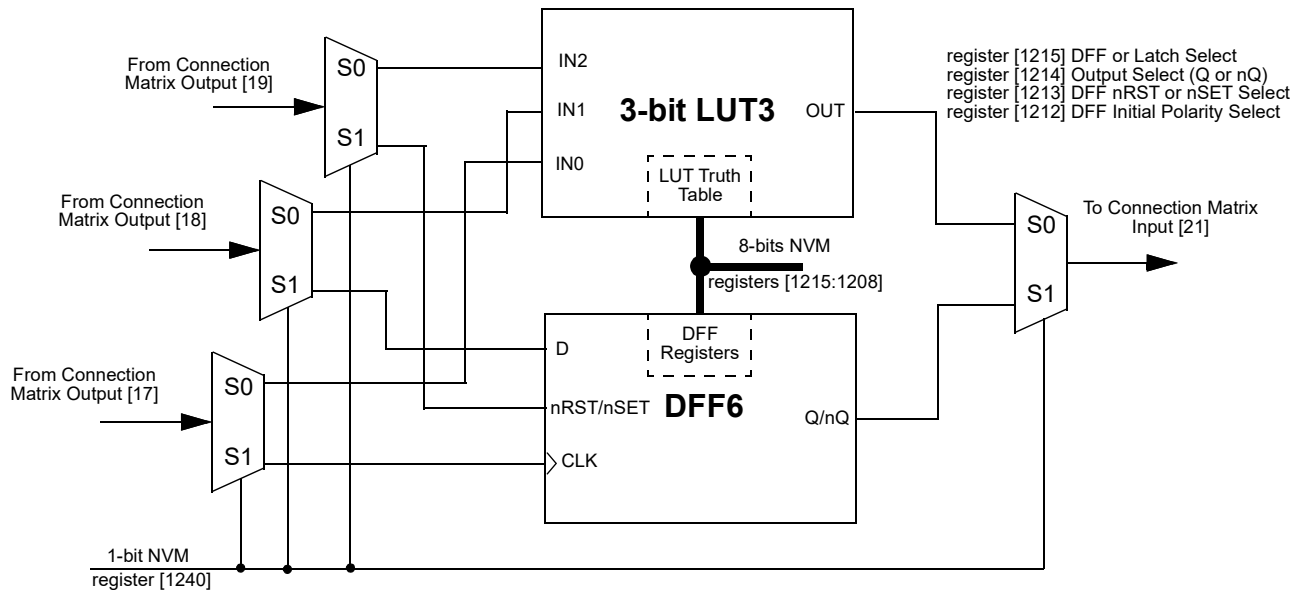 From Connection
Matrix Output [19]
S0
S1
From Connection
Matrix Output [18]
S0
S1
From Connection
Matrix Output [17]
S0
S1
1-bit NVM
register [1240]
IN2
IN1
IN0
3-bit LUT3
OUT
LUT Truth
Table
8-bits NVM
registers [1215:1208]
DFF
Registers
D
nRST/nSET
CLK
DFF6
Q/nQ
register [1215] DFF or Latch Select
register [1214] Output Select (Q or nQ)
register [1213] DFF nRST or nSET Select
register [1212] DFF Initial Polarity Select
S0
S1
To Connection Matrix
Input [21]